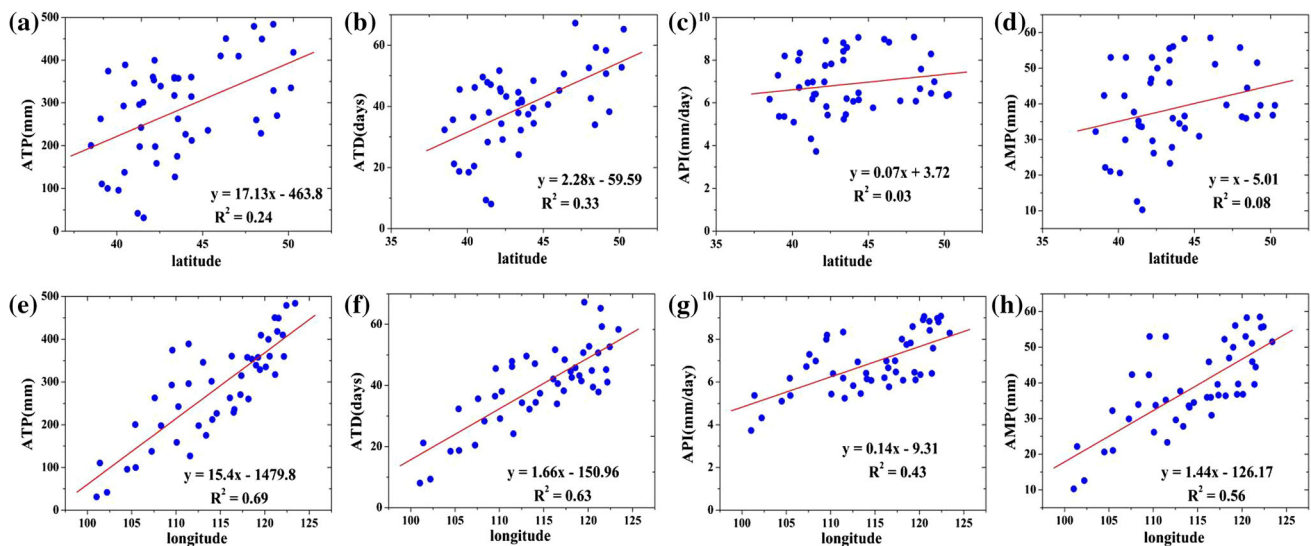 (a)
500
400
300
200
100
0
ATP(mm)
40
45
50
latitude
y = 17.13x - 463.8
R² = 0.24
(b)
60
40
20
0
ATD(days)
35
40
45
50
latitude
y = 2.28x - 59.59
R² = 0.33
(c)
10
8
6
4
2
0
API(mm/day)
35
40
45
50
latitude
y = 0.07x + 3.72
R² = 0.03
(d)
60
50
40
30
20
10
AMP(mm)
35
40
45
50
latitude
y = x - 5.01
R² = 0.08
(e)
500
400
300
200
100
0
ATP(mm)
100
105
110
115
120
125
longitude
y = 15.4x - 1479.8
R² = 0.69
(f)
60
40
20
0
ATD(days)
100
105
110
115
120
125
longitude
y = 1.66x - 150.96
R² = 0.63
(g)
10
8
6
4
2
0
API(mm/day)
100
105
110
115
120
125
longitude
y = 0.14x - 9.31
R² = 0.43
(h)
60
50
40
30
20
10
AMP(mm)
100
105
110
115
120
125
longitude
y = 1.44x - 126.17
R² = 0.56